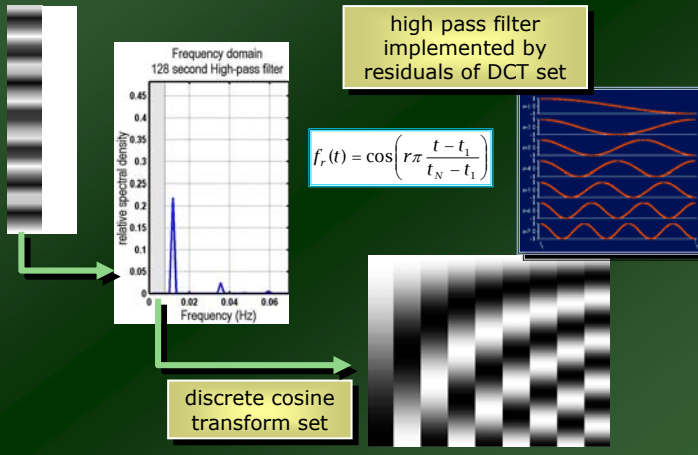 high pass filter
implemented by
residuals of DCT set
Frequency domain
128 second High-pass filter
relative spectral density
0.45
0.4
0.35
0.3
0.25
0.2
0.15
0.1
0.05
0
0 0.02 0.04 0.06
Frequency (Hz)
f_r(t) = cos(rπ (t − t_1)/(t_N − t_1))
discrete cosine
transform set